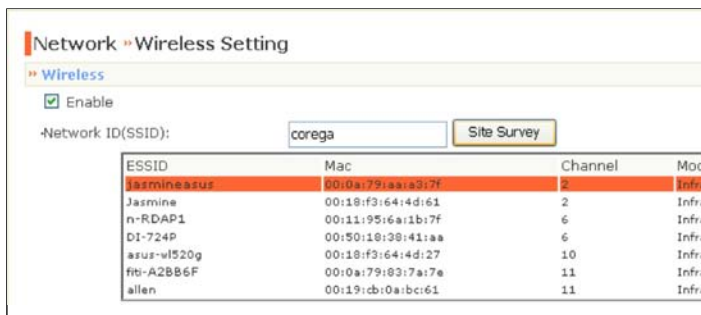 Network »Wireless Setting
» Wireless
Enable
•Network ID(SSID): corega Site Survey
ESSID Mac Channel Mod
jasmineasus 00:0a:79:aa:a3:7f 2 Infr
Jasmine 00:18:f3:64:4d:61 2 Infr
n-RDAP1 00:11:95:6a:1b:7f 6 Infr
DI-724P 00:50:18:38:41:aa 6 Infr
asus-wl520g 00:18:f3:64:4d:27 10 Infr
fiti-A2BB6F 00:0a:79:83:7a:7e 11 Infr
allen 00:19:cb:0a:bc:61 11 Infr